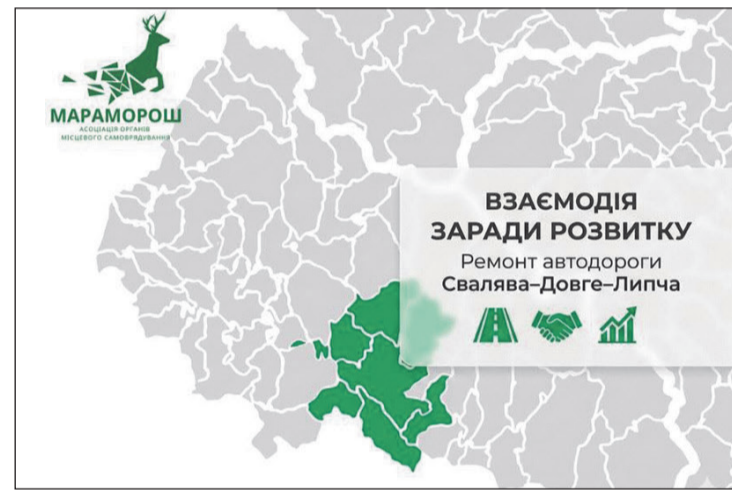 МАРАМОРОШ
АСОЦІАЦІЯ ОРГАНІВ
МІСЦЕВОГО САМОВРЯДУВАННЯ
ВЗАЄМОДІЯ
ЗАРАДИ РОЗВИТКУ
Ремонт автодороги
Свалява–Довге–Липча